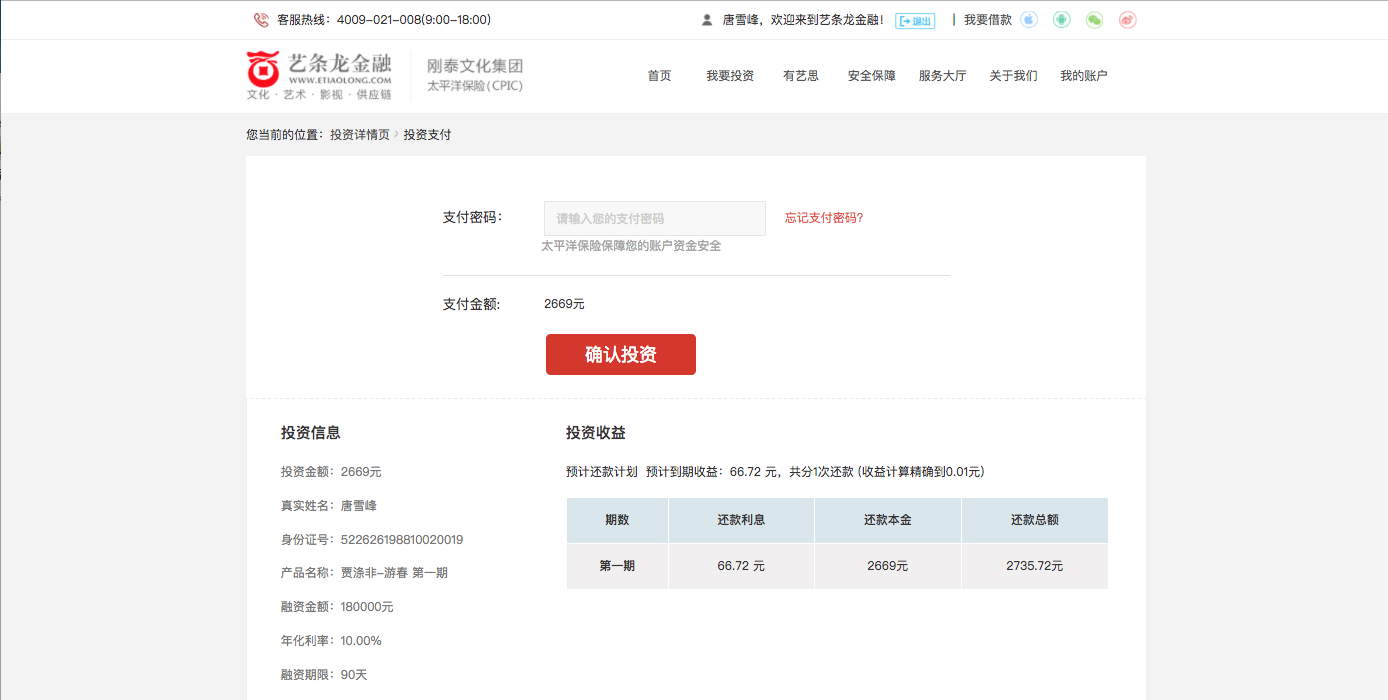 客服热线：4009-021-008(9:00-18:00)
唐雪峰，欢迎来到艺条龙金融!
退出
我要借款
艺条龙金融
WWW.ETIAOLONG.COM
文化 · 艺术 · 影视 · 供应链
刚泰文化集团
太平洋保险(CPIC)
首页 我要投资 有艺思 安全保障 服务大厅 关于我们 我的账户
您当前的位置：投资详情页 > 投资支付
支付密码：
请输入您的支付密码
忘记支付密码?
太平洋保险保障您的账户资金安全
支付金额:
2669元
确认投资
投资信息
投资金额：2669元
真实姓名：唐雪峰
身份证号：522626198810020019
产品名称：贾涤非-游春 第一期
融资金额：180000元
年化利率：10.00%
融资期限：90天
投资收益
预计还款计划 预计到期收益：66.72 元，共分1次还款 (收益计算精确到0.01元)
期数 还款利息 还款本金 还款总额
第一期 66.72 元 2669元 2735.72元